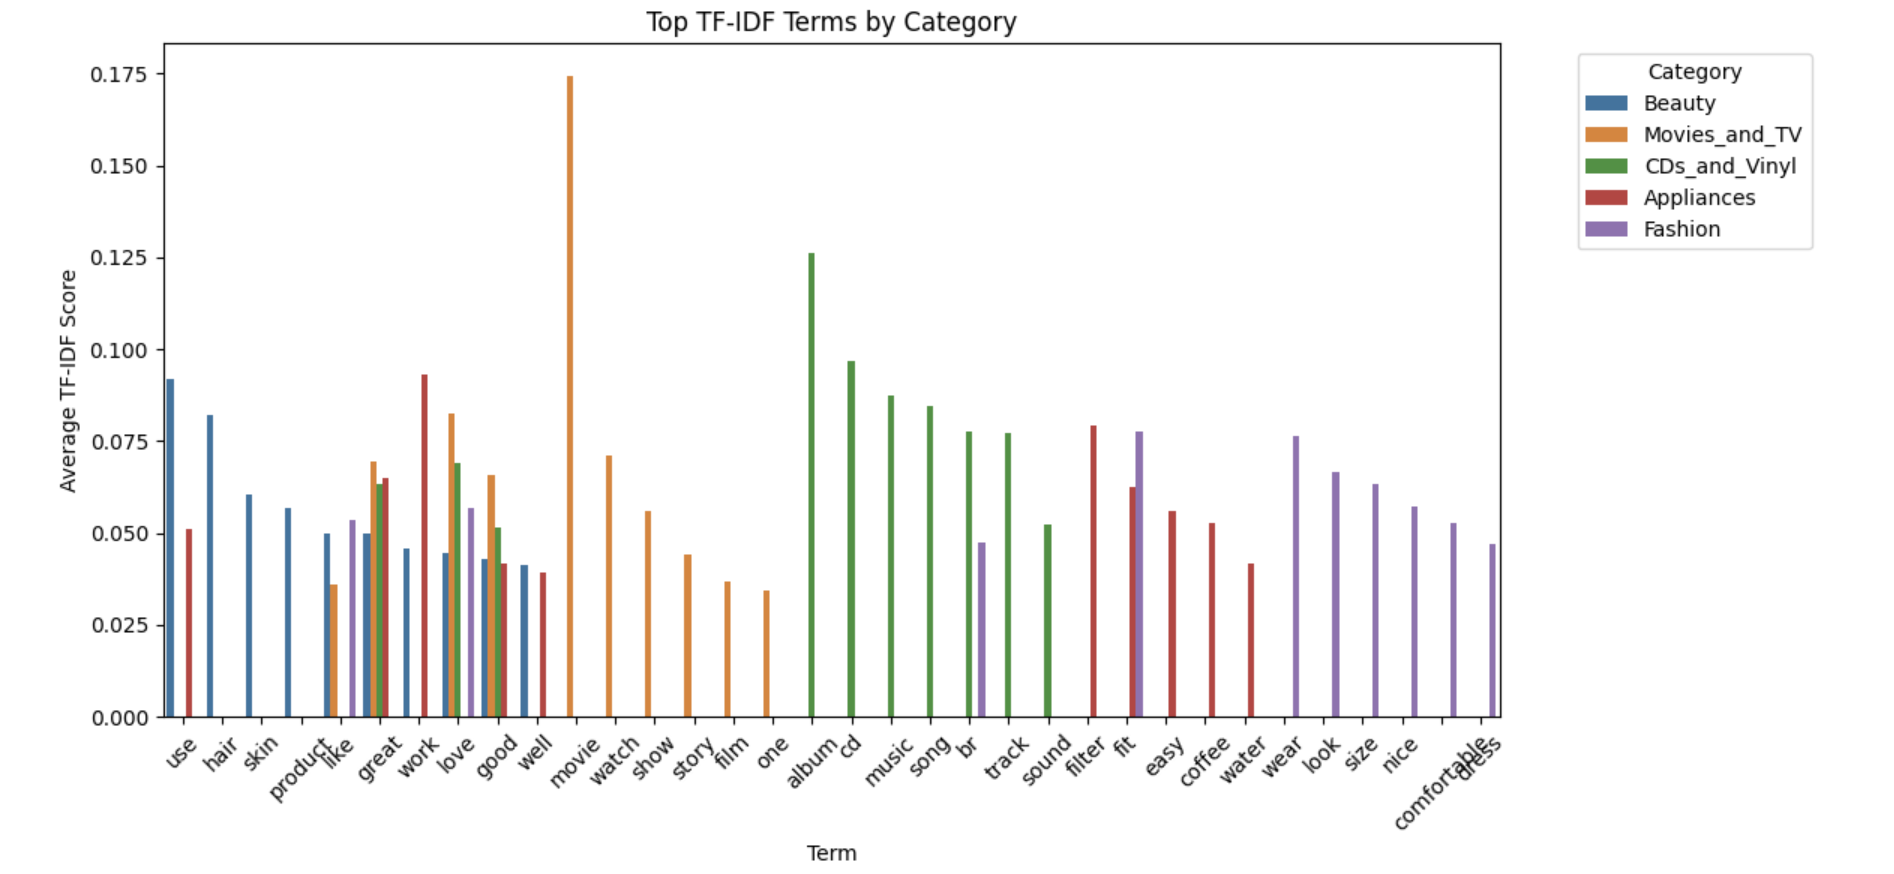 Top TF-IDF Terms by Category
Average TF-IDF Score
0.175
0.150
0.125
0.100
0.075
0.050
0.025
0.000
use
hair
skin
product
like
great
work
love
good
well
movie
watch
show
story
film
one
album
cd
music
song
br
track
sound
filter
fit
easy
coffee
water
wear
look
size
nice
comfortable
dress
Term
Category
Beauty
Movies_and_TV
CDs_and_Vinyl
Appliances
Fashion